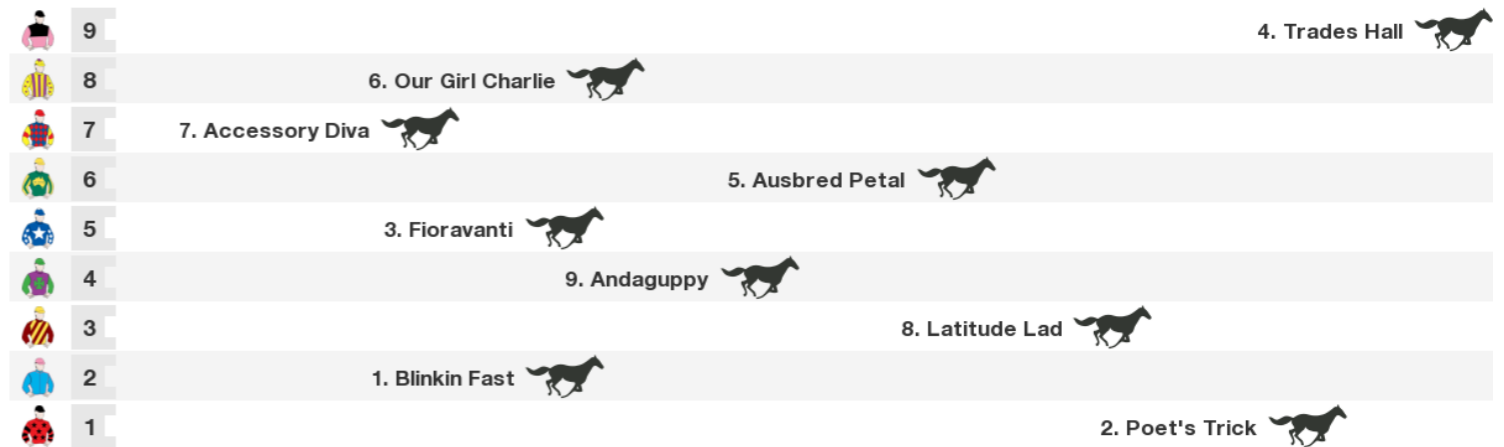 9 4. Trades Hall
8 6. Our Girl Charlie
7 7. Accessory Diva
6 5. Ausbred Petal
5 3. Fioravanti
4 9. Andaguppy
3 8. Latitude Lad
2 1. Blinkin Fast
1 2. Poet's Trick